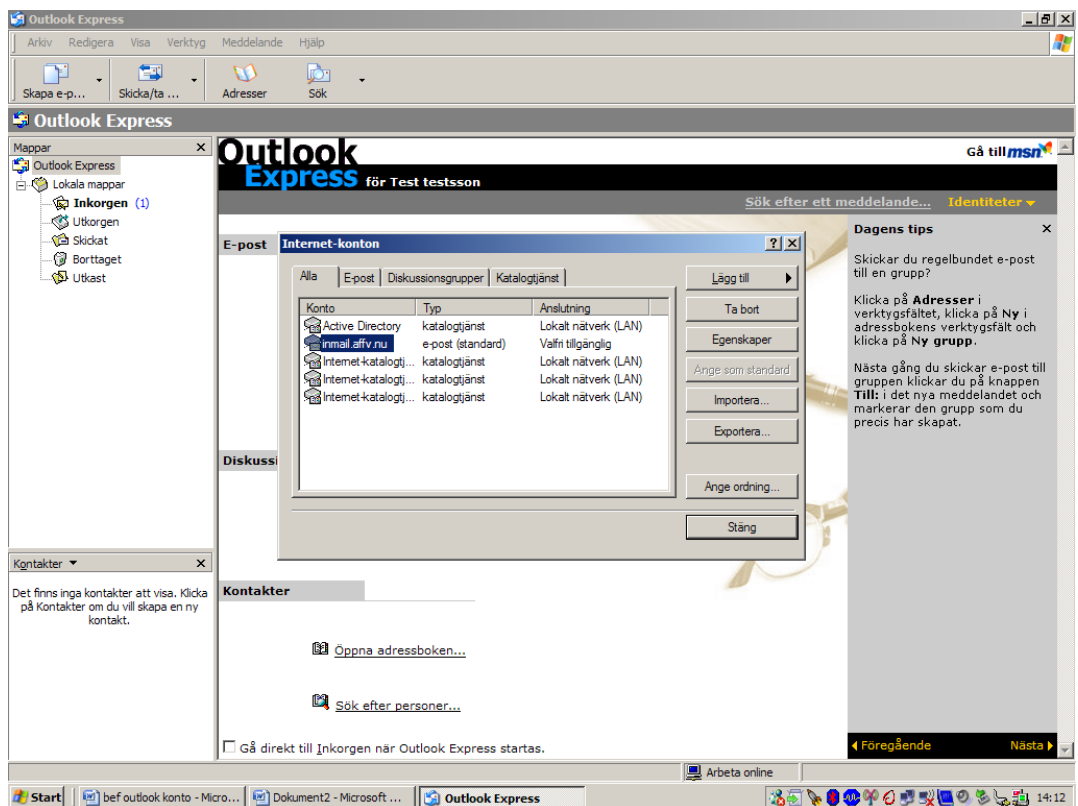 Outlook Express
Arkiv Redigera Visa Verktyg Meddelande Hjälp
Skapa e-p... Skicka/ta ... Adresser Sök
Outlook Express
Mappar
Outlook Express
Lokala mappar
Inkorgen (1)
Utkorgen
Skickat
Borttaget
Utkast
Kontakter
Det finns inga kontakter att visa. Klicka
på Kontakter om du vill skapa en ny
kontakt.
Outlook
Express för Test testsson
Gå till msn
Sök efter ett meddelande... Identiteter
E-post
Diskussi
Kontakter
Öppna adressboken...
Sök efter personer...
Gå direkt till Inkorgen när Outlook Express startas.
Internet-konton
Alla E-post Diskussionsgrupper Katalogtjänst
Konto Typ Anslutning
Active Directory katalogtjänst Lokalt nätverk (LAN)
inmail.affv.nu e-post (standard) Valfri tillgänglig
Internet-katalogtj... katalogtjänst Lokalt nätverk (LAN)
Internet-katalogtj... katalogtjänst Lokalt nätverk (LAN)
Internet-katalogtj... katalogtjänst Lokalt nätverk (LAN)
Lägg till
Ta bort
Egenskaper
Ange som standard
Importera...
Exportera...
Ange ordning...
Stäng
Dagens tips
Skickar du regelbundet e-post
till en grupp?
Klicka på Adresser i
verktygsfältet, klicka på Ny i
adressbokens verktygsfält och
klicka på Ny grupp.
Nästa gång du skickar e-post till
gruppen klickar du på knappen
Till: i det nya meddelandet och
markerar den grupp som du
precis har skapat.
Föregående Nästa
Arbeta online
Start bef outlook konto - Micro... Dokument2 - Microsoft ... Outlook Express 14:12